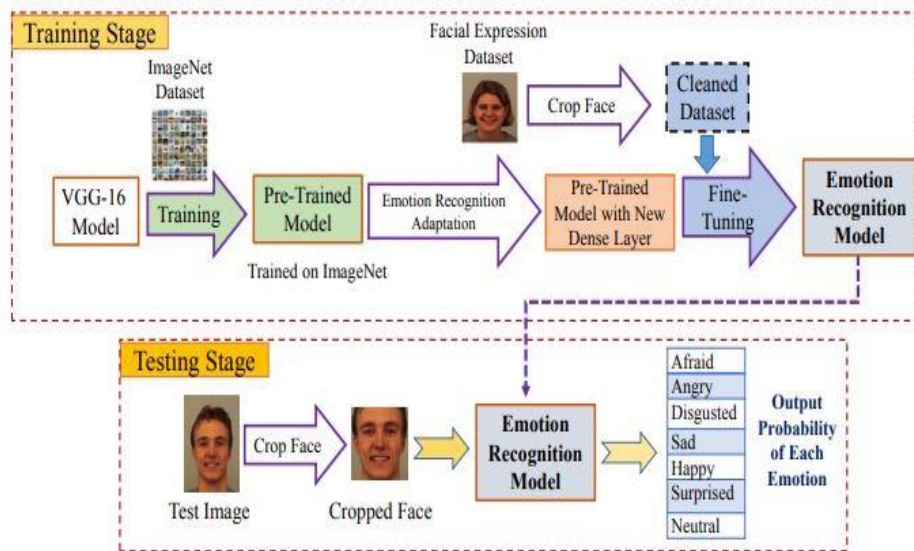 Training Stage
ImageNet
Dataset
Facial Expression
Dataset
Crop Face
Cleaned
Dataset
VGG-16
Model
Training
Pre-Trained
Model
Emotion Recognition
Adaptation
Pre-Trained
Model with New
Dense Layer
Fine-
Tuning
Emotion
Recognition
Model
Trained on ImageNet
Testing Stage
Test Image
Crop Face
Cropped Face
Emotion
Recognition
Model
Afraid
Angry
Disgusted
Sad
Happy
Surprised
Neutral
Output
Probability
of Each
Emotion